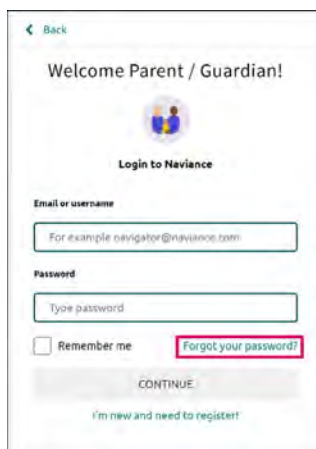 Back
Welcome Parent / Guardian!
Login to Naviance
Email or username
For example navigator@naviance.com
Password
Type password
Remember me Forgot your password?
CONTINUE
I'm new and need to register!